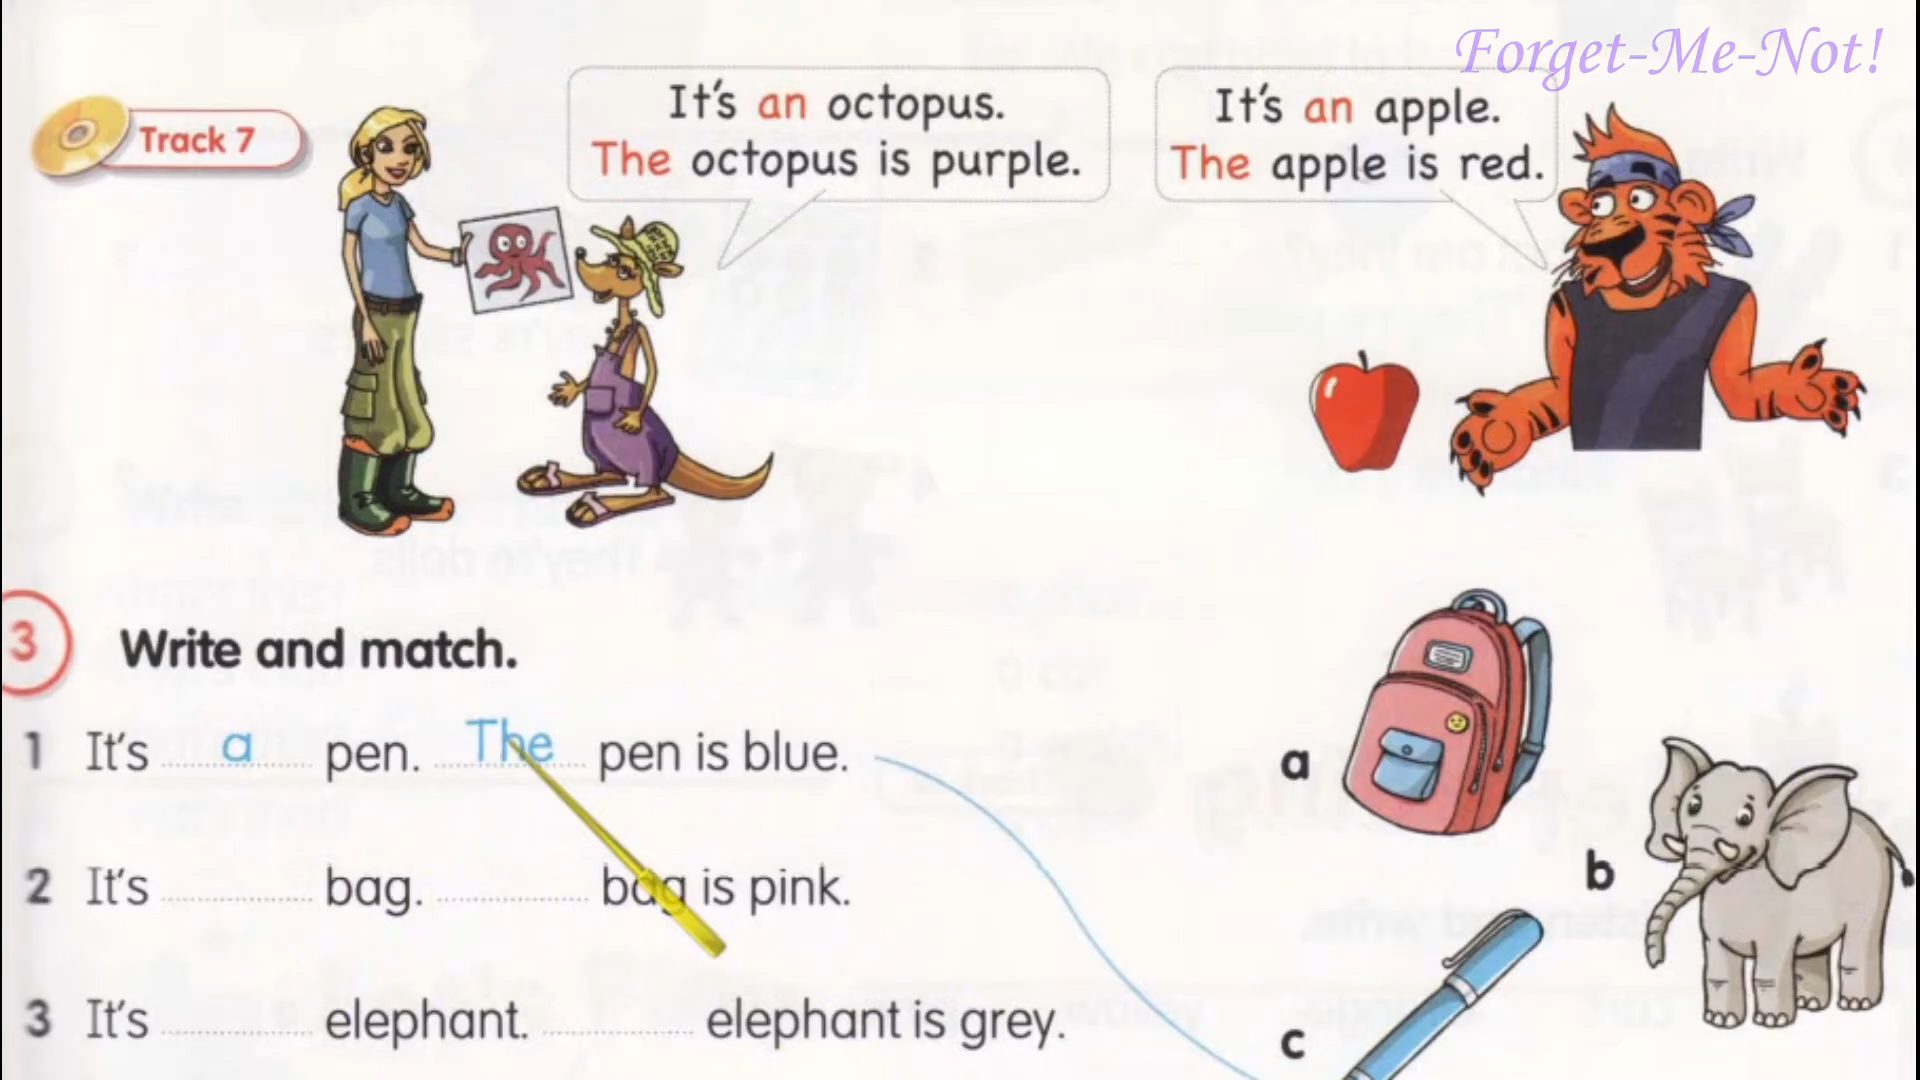 Forget-Me-Not!
Track 7
It's an octopus.
The octopus is purple.
It's an apple.
The apple is red.
3 Write and match.
1 It's a pen. The pen is blue.
2 It's bag. bag is pink.
3 It's elephant. elephant is grey.
a
b
c